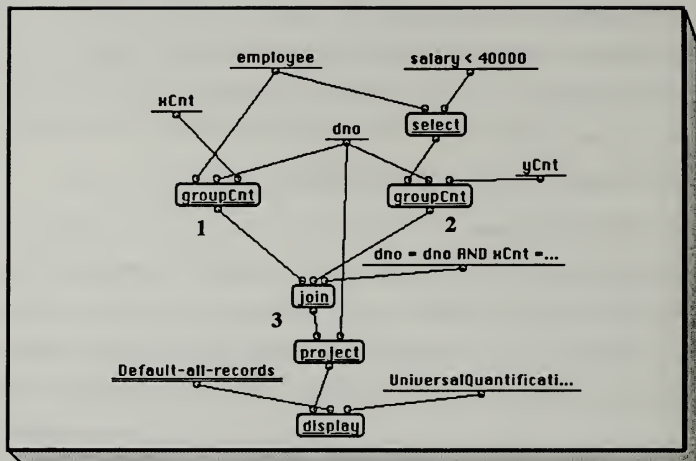 employee
salary < 40000
xCnt
select
dno
groupCnt
groupCnt
yCnt
1
2
dno = dno AND xCnt =...
join
3
project
Default-all-records
UniversalQuantificati...
display